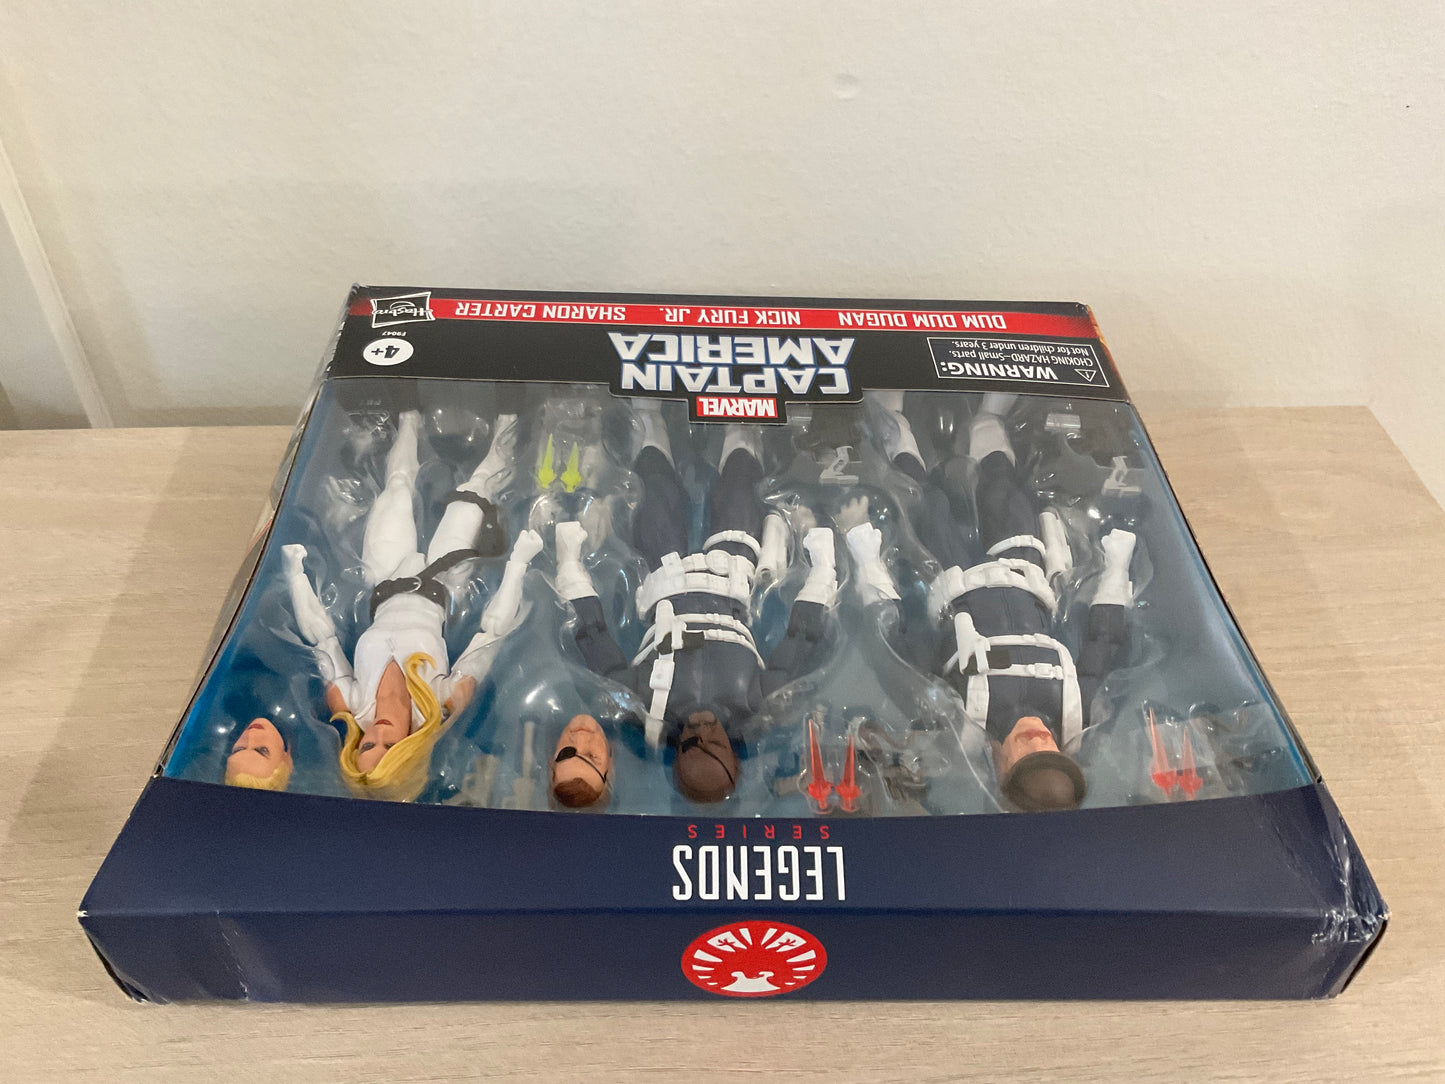 LEGENDS
SERIES
MARVEL
CAPTAIN
AMERICA
WARNING:
CHOKING HAZARD–Small parts.
Not for children under 3 years.
4+
F9047
DUM DUM DUGAN NICK FURY JR. SHARON CARTER
Hasbro